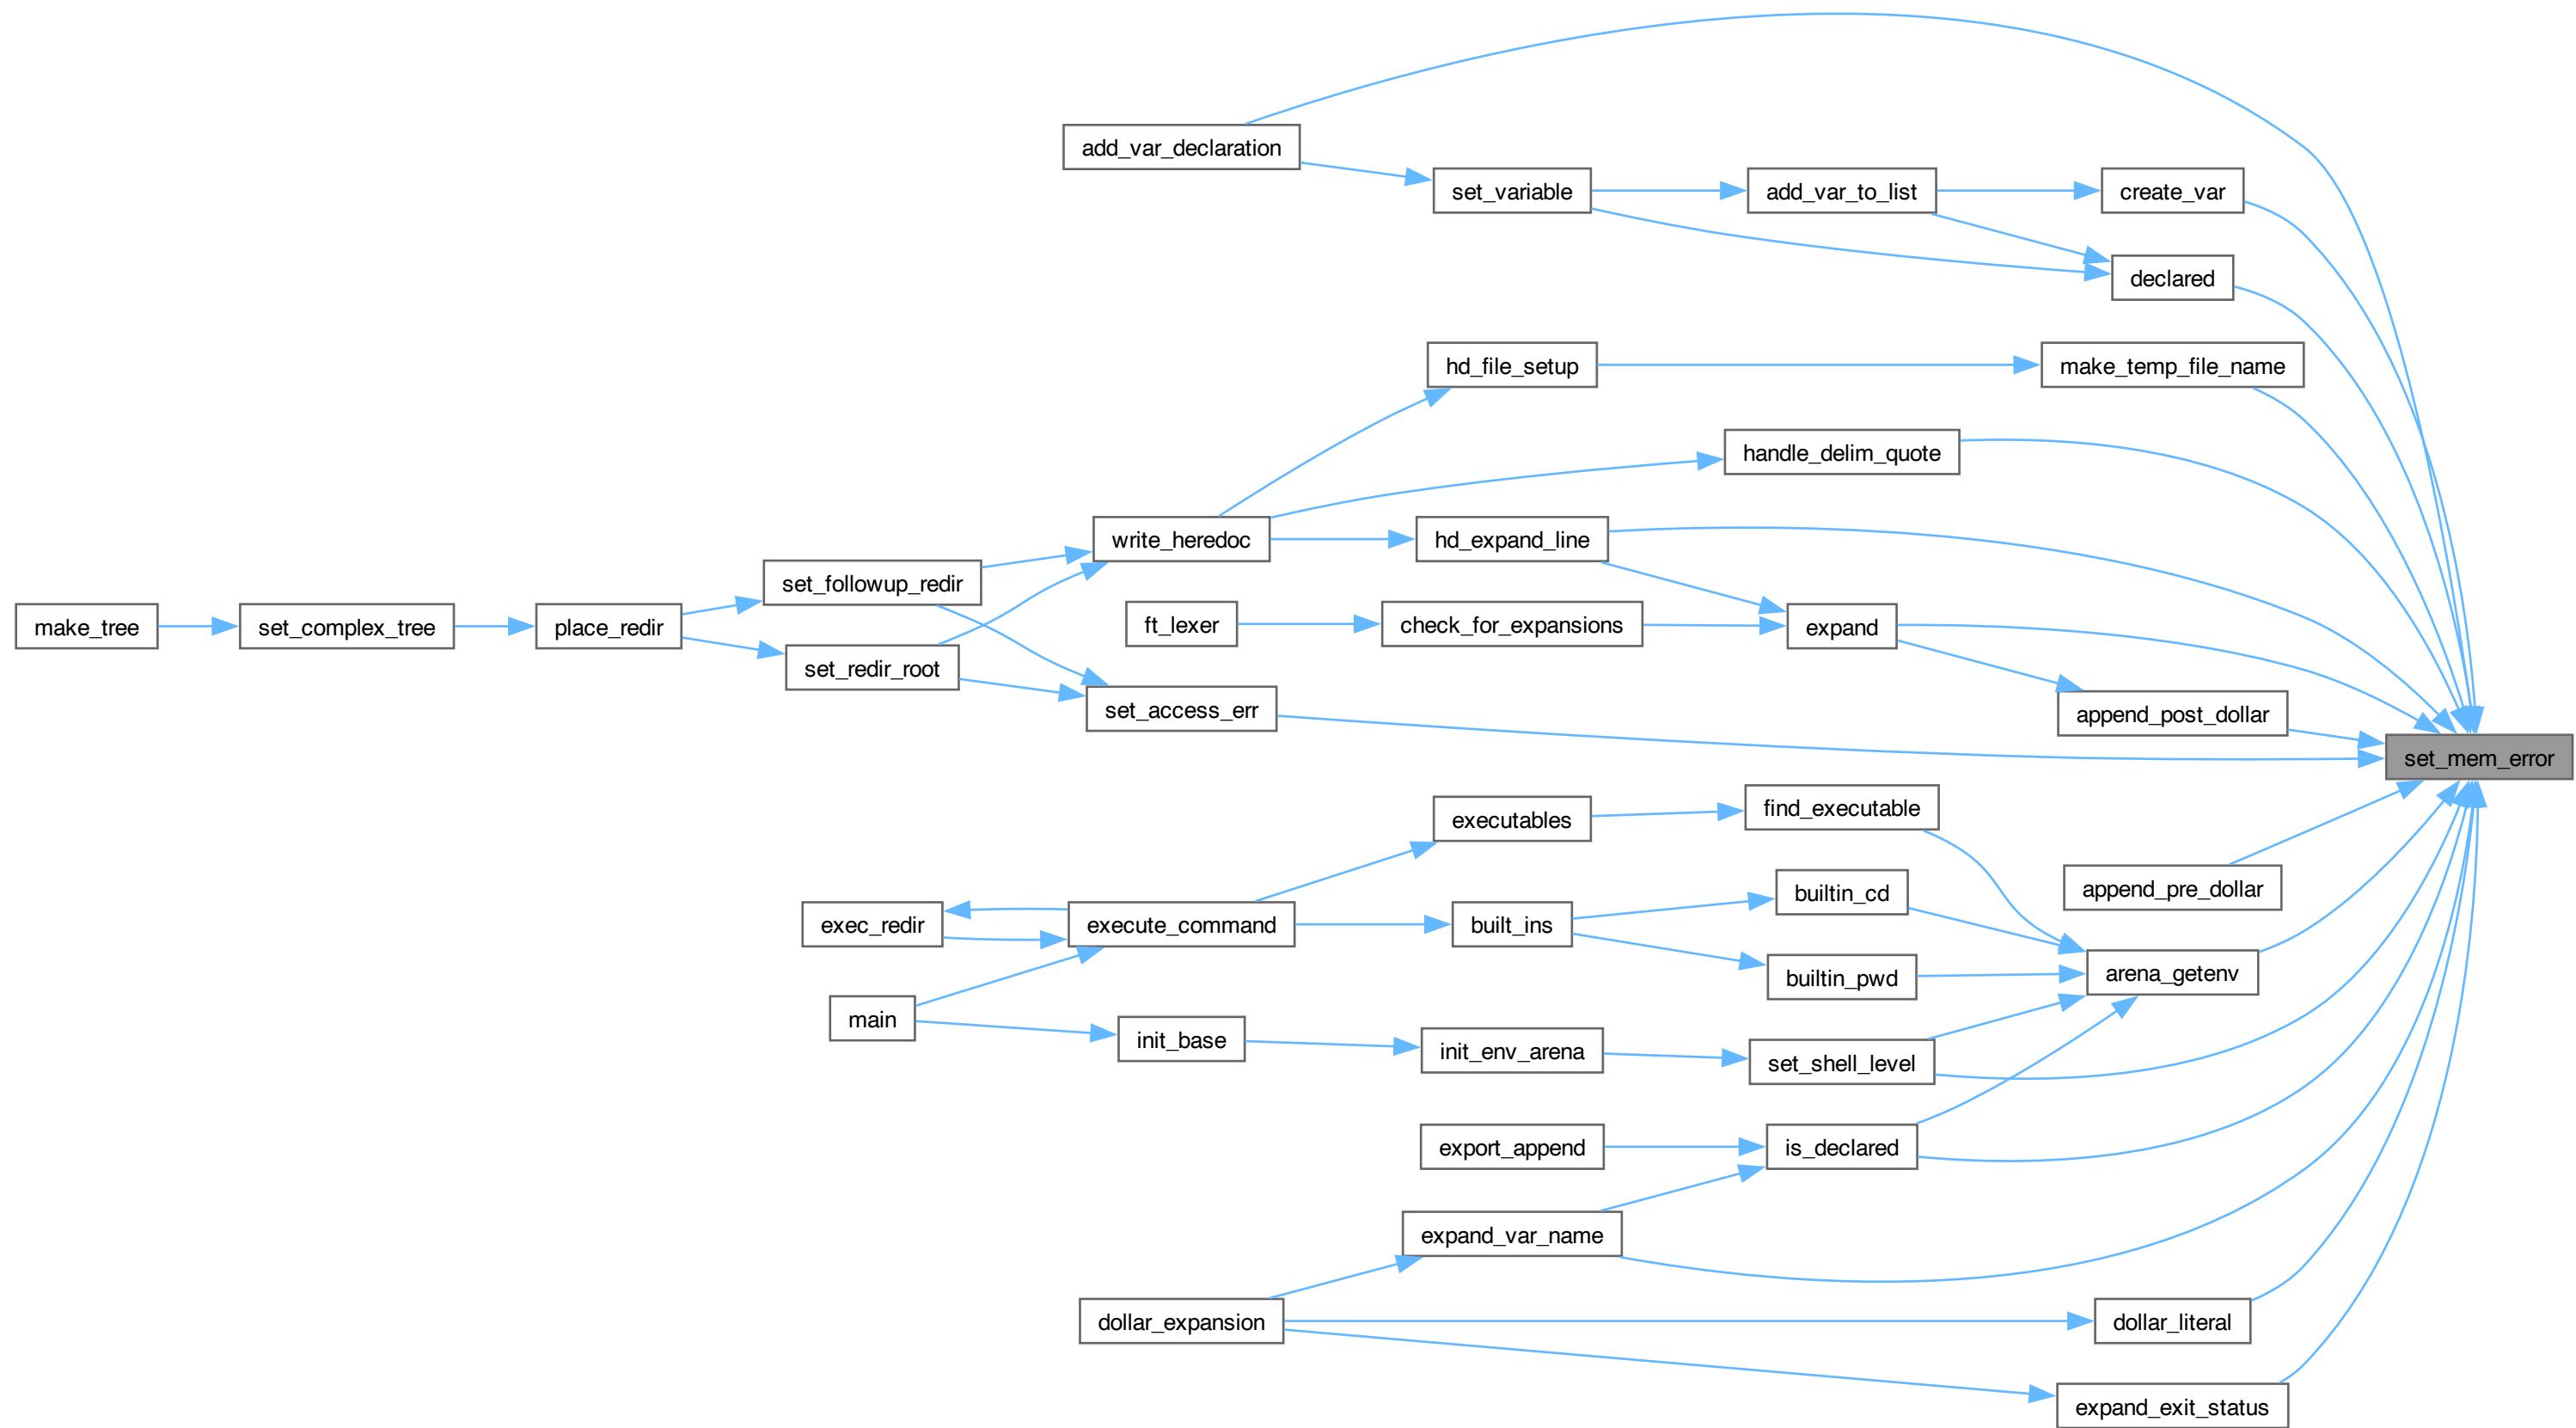 add_var_declaration
set_variable
add_var_to_list
create_var
declared
hd_file_setup
make_temp_file_name
handle_delim_quote
write_heredoc
hd_expand_line
set_followup_redir
make_tree
set_complex_tree
place_redir
ft_lexer
check_for_expansions
expand
set_redir_root
set_access_err
append_post_dollar
set_mem_error
executables
find_executable
append_pre_dollar
builtin_cd
exec_redir
execute_command
built_ins
builtin_pwd
arena_getenv
main
init_base
init_env_arena
set_shell_level
export_append
is_declared
expand_var_name
dollar_expansion
dollar_literal
expand_exit_status